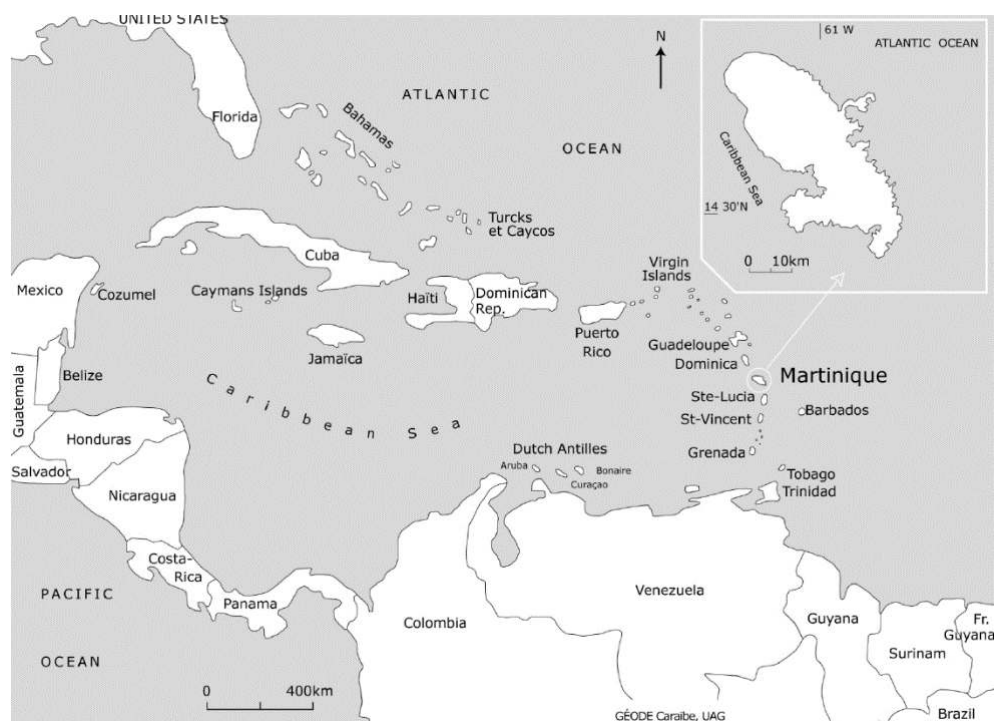 UNITED STATES
61 W
ATLANTIC OCEAN
N
ATLANTIC
Florida
Bahamas
OCEAN
Caribbean Sea
14 30'N
Turcks
et Caycos
0 10km
Cuba
Virgin
Islands
Mexico
Cozumel
Caymans Islands
Haïti
Dominican
Rep.
Puerto
Rico
Jamaïca
Guadeloupe
Dominica
Martinique
Belize
Guatemala
Caribbean Sea
Ste-Lucia
Barbados
St-Vincent
Honduras
Grenada
Dutch Antilles
Salvador
Aruba
Bonaire
Curaçao
Tobago
Trinidad
Nicaragua
Costa-
Rica
PACIFIC
Panama
Colombia
Venezuela
Guyana
Fr.
Guyana
Surinam
OCEAN
0 400km
GÉODE Caraïbe, UAG
Brazil